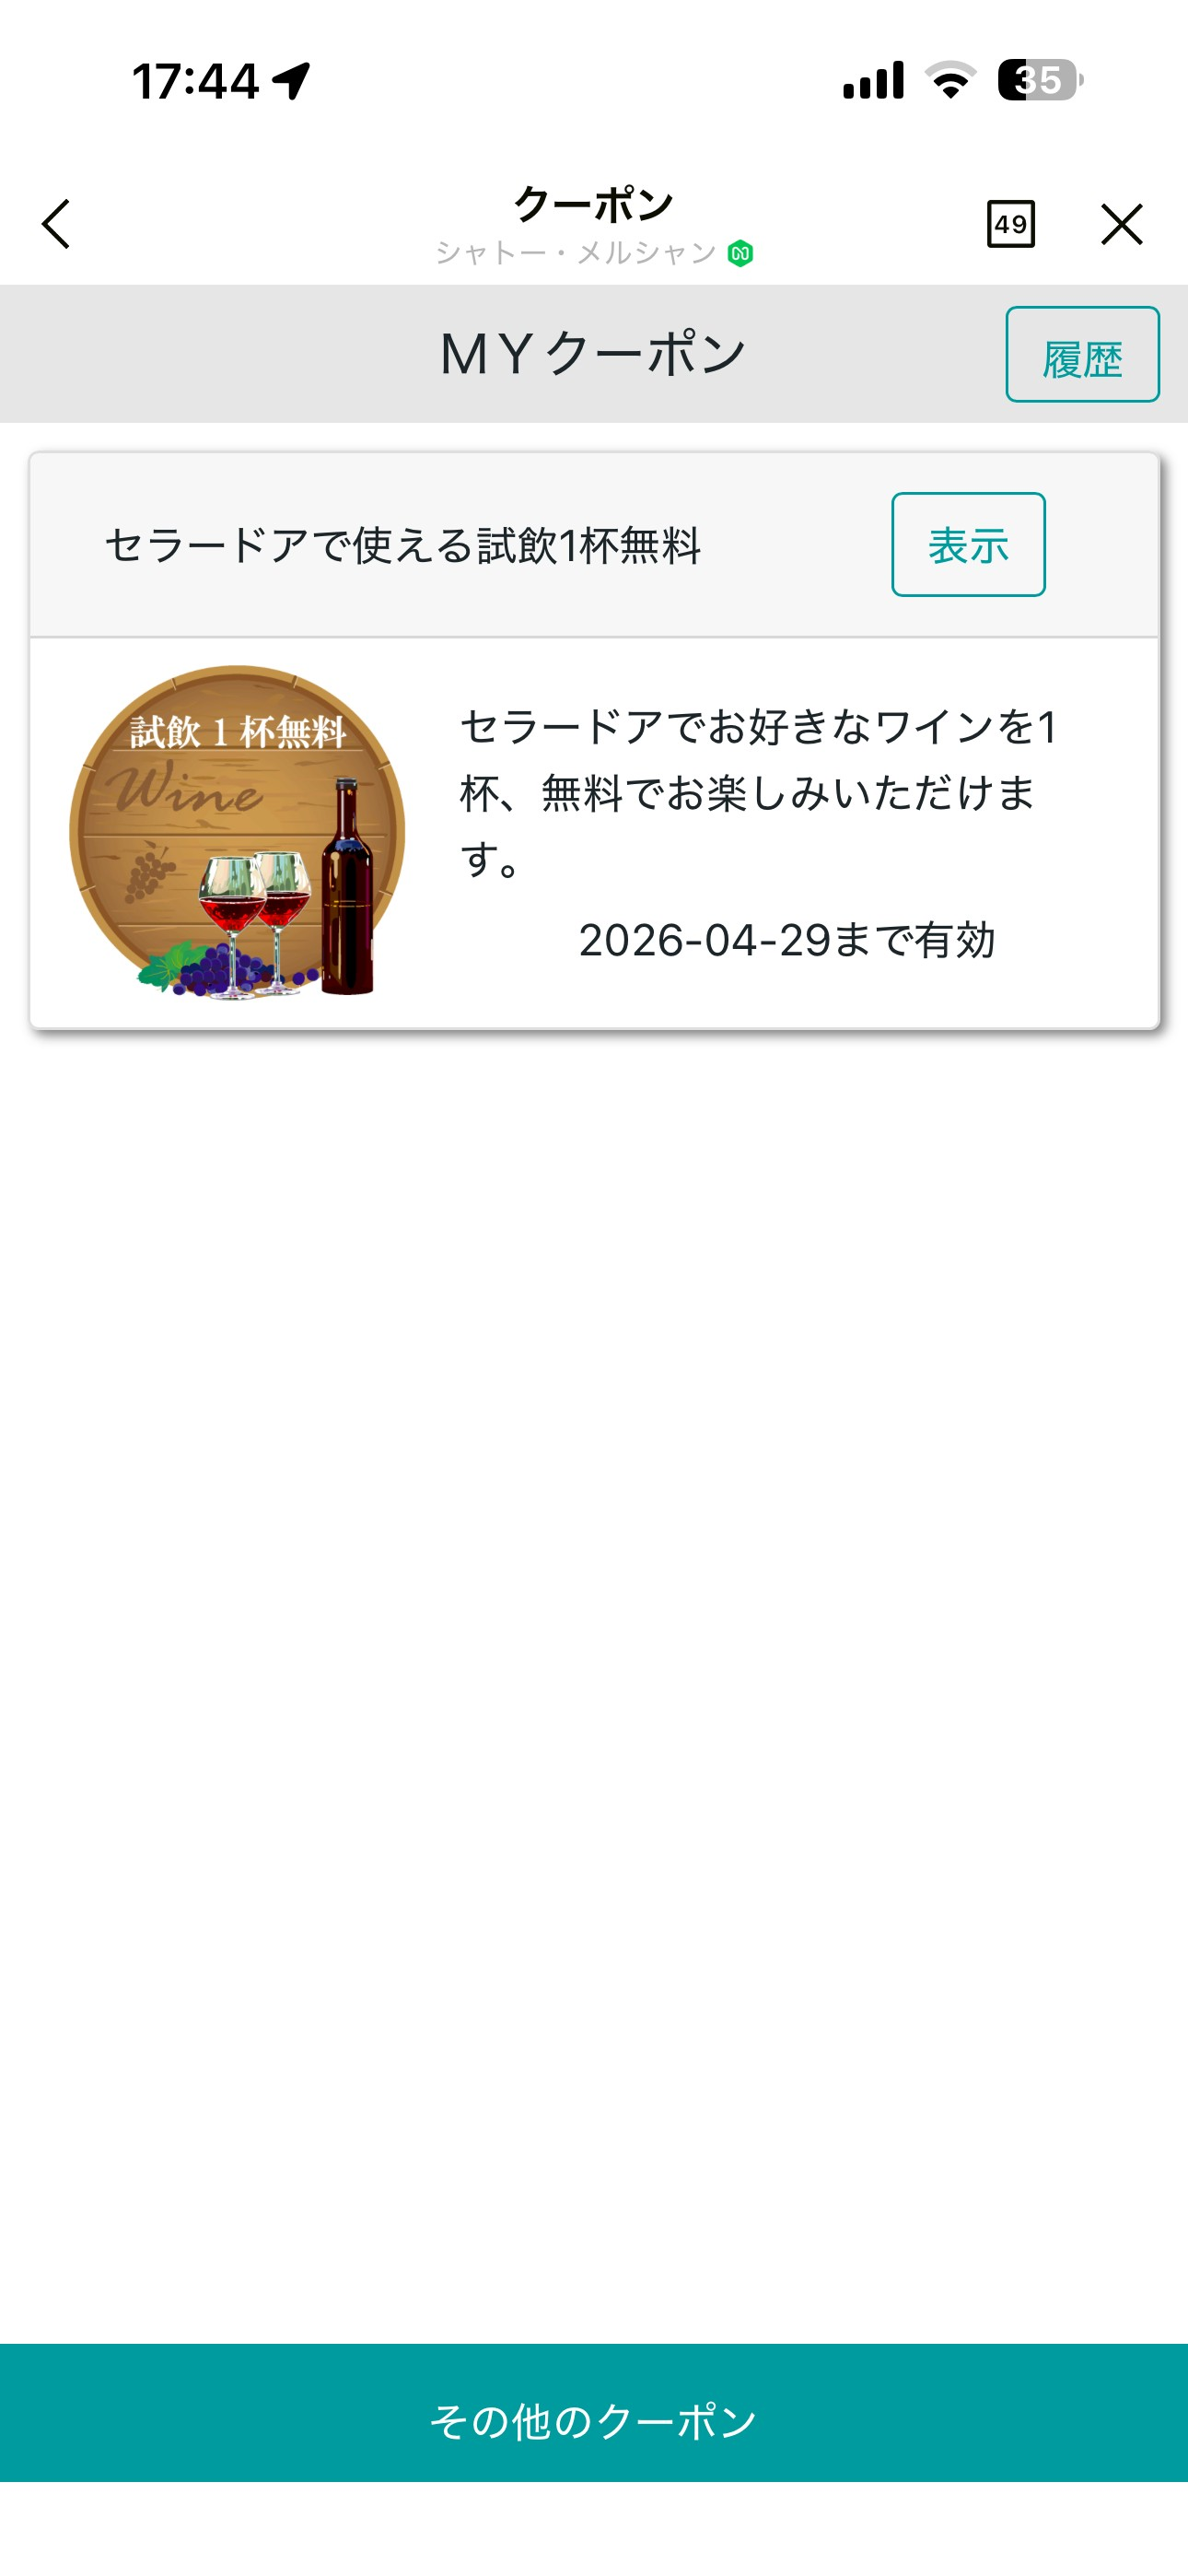 17:44
35
クーポン
49
シャトー・メルシャン
ＭＹクーポン
履歴
セラードアで使える試飲1杯無料
表示
試飲 1 杯無料
Wine
セラードアでお好きなワインを1
杯、無料でお楽しみいただけま
す。
2026-04-29まで有効
その他のクーポン